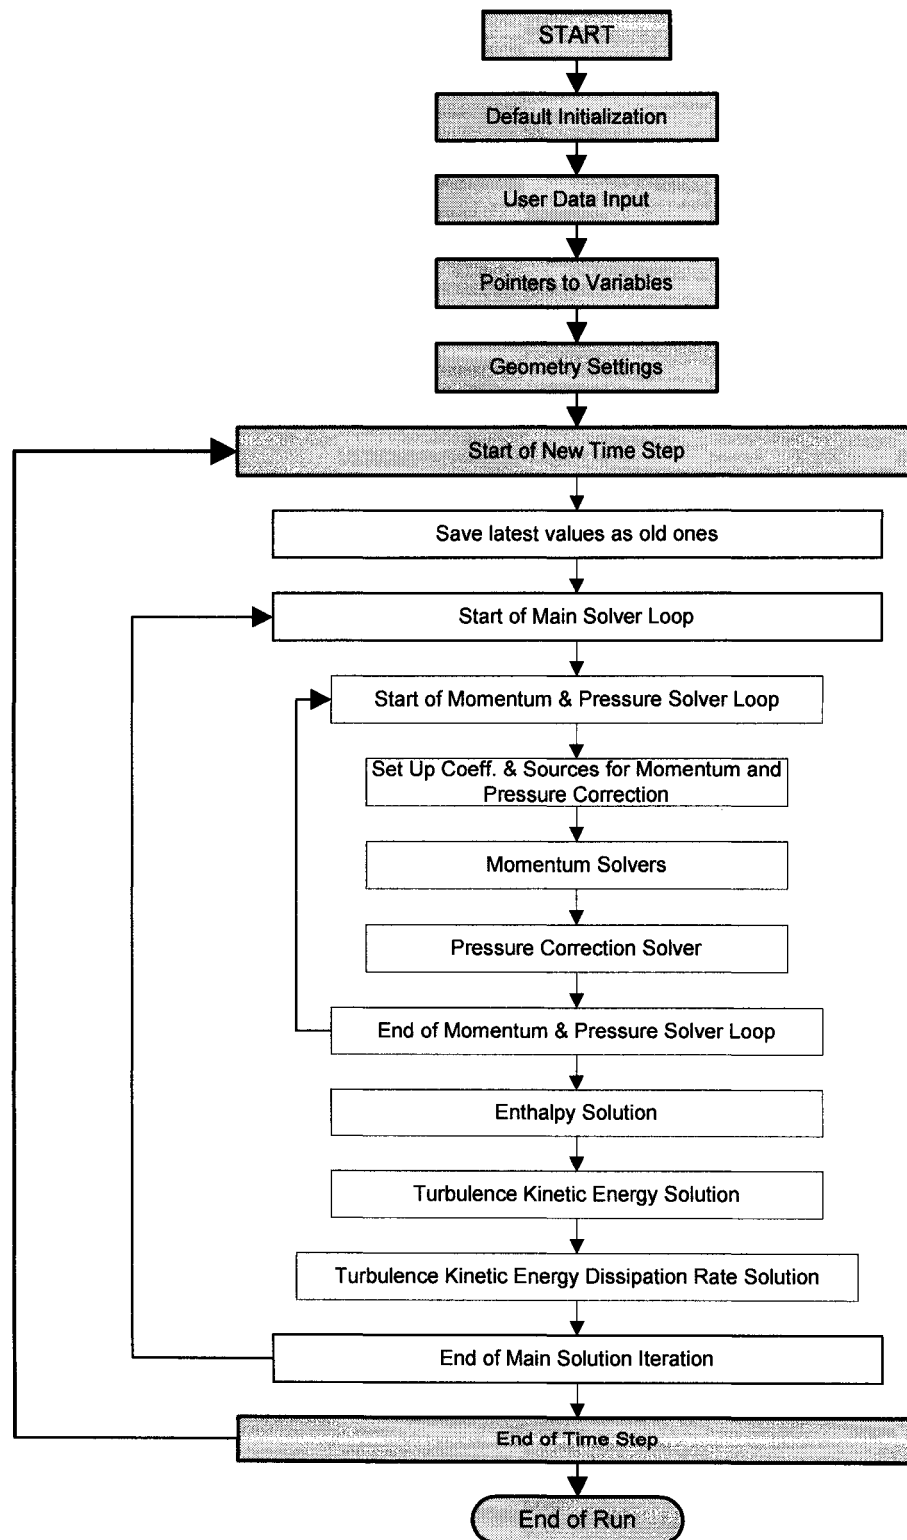 START
Default Initialization
User Data Input
Pointers to Variables
Geometry Settings
Start of New Time Step
Save latest values as old ones
Start of Main Solver Loop
Start of Momentum & Pressure Solver Loop
Set Up Coeff. & Sources for Momentum and
Pressure Correction
Momentum Solvers
Pressure Correction Solver
End of Momentum & Pressure Solver Loop
Enthalpy Solution
Turbulence Kinetic Energy Solution
Turbulence Kinetic Energy Dissipation Rate Solution
End of Main Solution Iteration
End of Time Step
End of Run